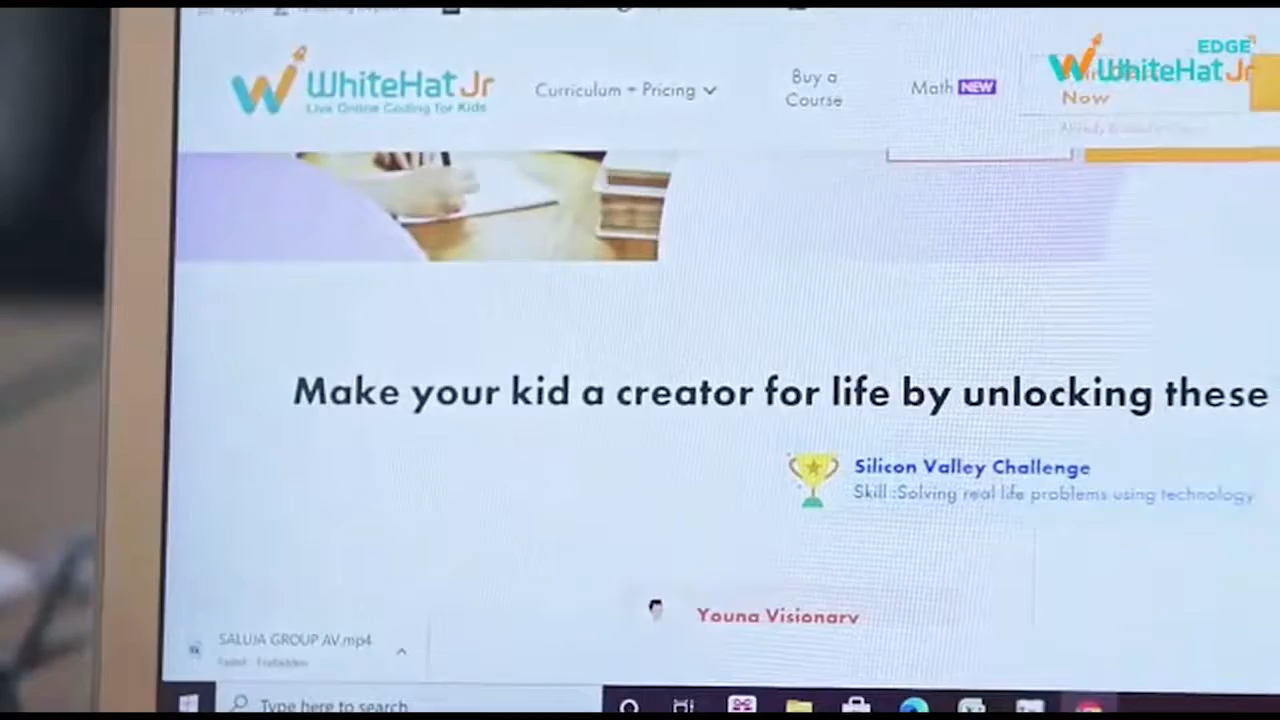 WhiteHat Jr
Live Online Coding for Kids
Curriculum + Pricing
Buy a
Course
Math NEW
EDGE
WhiteHat Jr
Now
Make your kid a creator for life by unlocking these
Silicon Valley Challenge
Skill :Solving real life problems using technology
Young Visionary
SALUJA GROUP AV.mp4
Failed - Forbidden
Type here to search